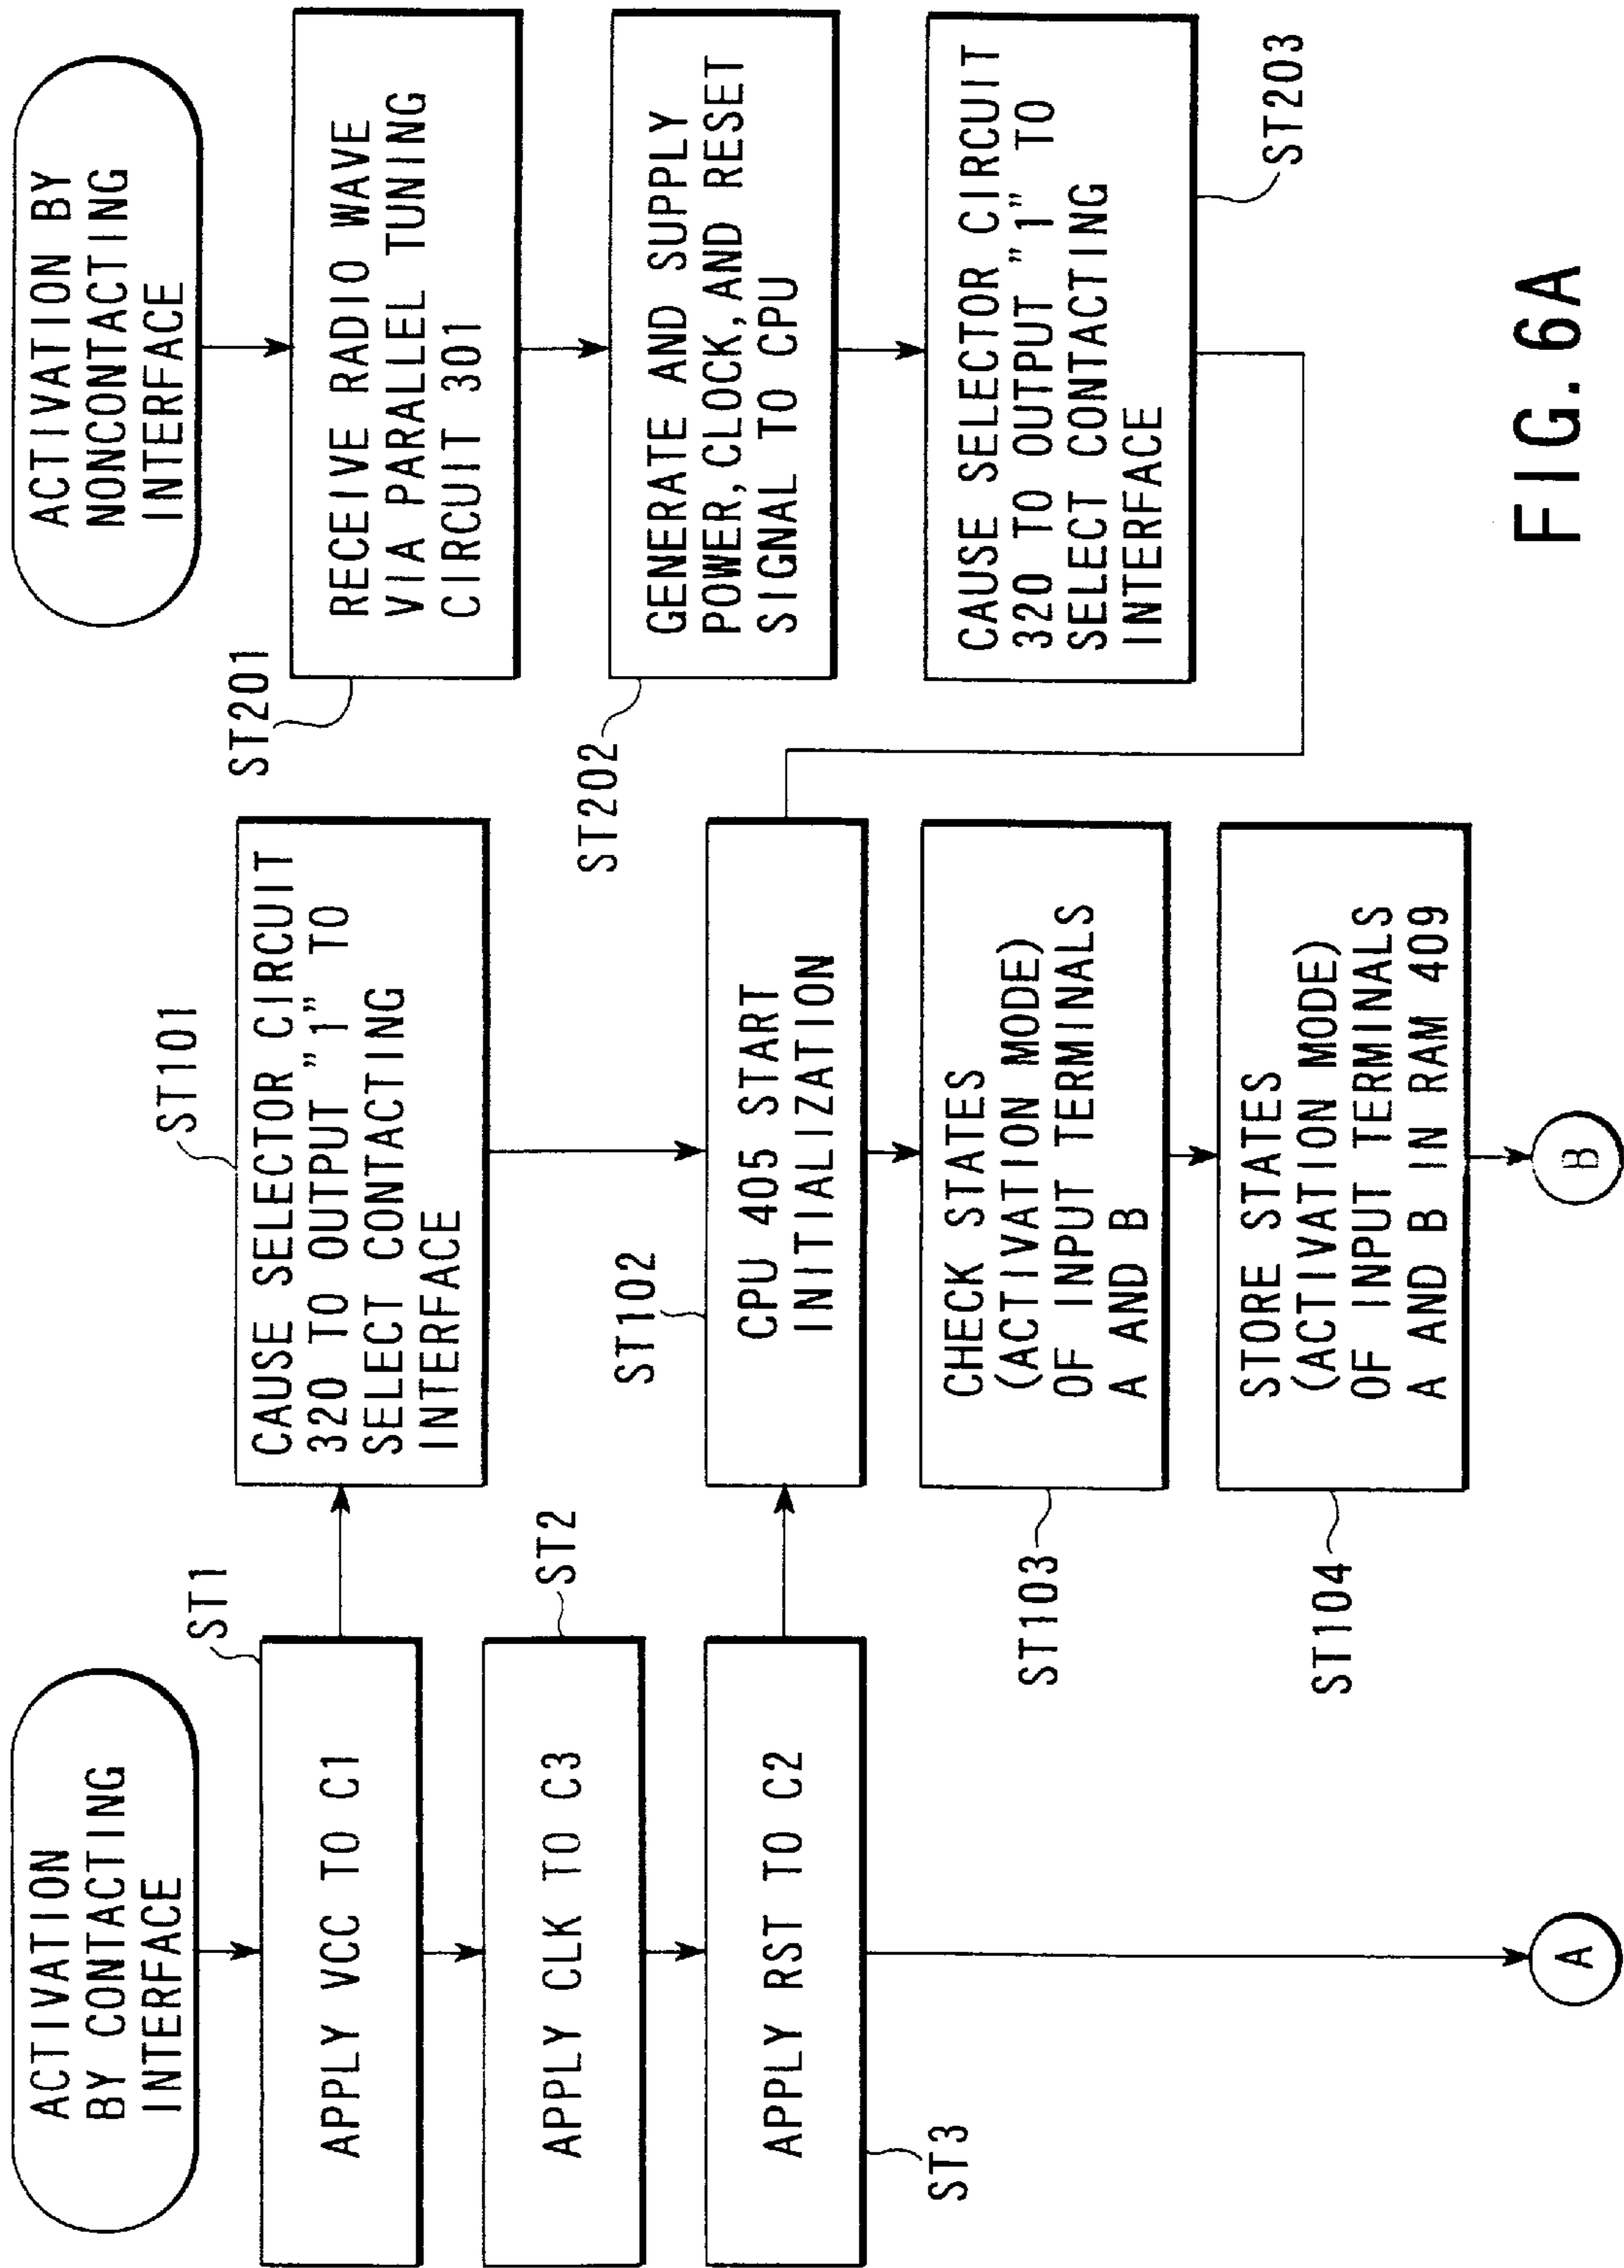 ACTIVATION
BY CONTACTING
INTERFACE
ST1
APPLY VCC TO C1
ST2
APPLY CLK TO C3
APPLY RST TO C2
ST3
A
ST101
CAUSE SELECTOR CIRCUIT
320 TO OUTPUT "1" TO
SELECT CONTACTING
INTERFACE
ST102
CPU 405 START
INITIALIZATION
ST103
CHECK STATES
(ACTIVATION MODE)
OF INPUT TERMINALS
A AND B
ST104
STORE STATES
(ACTIVATION MODE)
OF INPUT TERMINALS
A AND B IN RAM 409
B
ACTIVATION BY
NONCONTACTING
INTERFACE
ST201
RECEIVE RADIO WAVE
VIA PARALLEL TUNING
CIRCUIT 301
ST202
GENERATE AND SUPPLY
POWER, CLOCK, AND RESET
SIGNAL TO CPU
CAUSE SELECTOR CIRCUIT
320 TO OUTPUT "1" TO
SELECT CONTACTING
INTERFACE
ST203
FIG. 6A